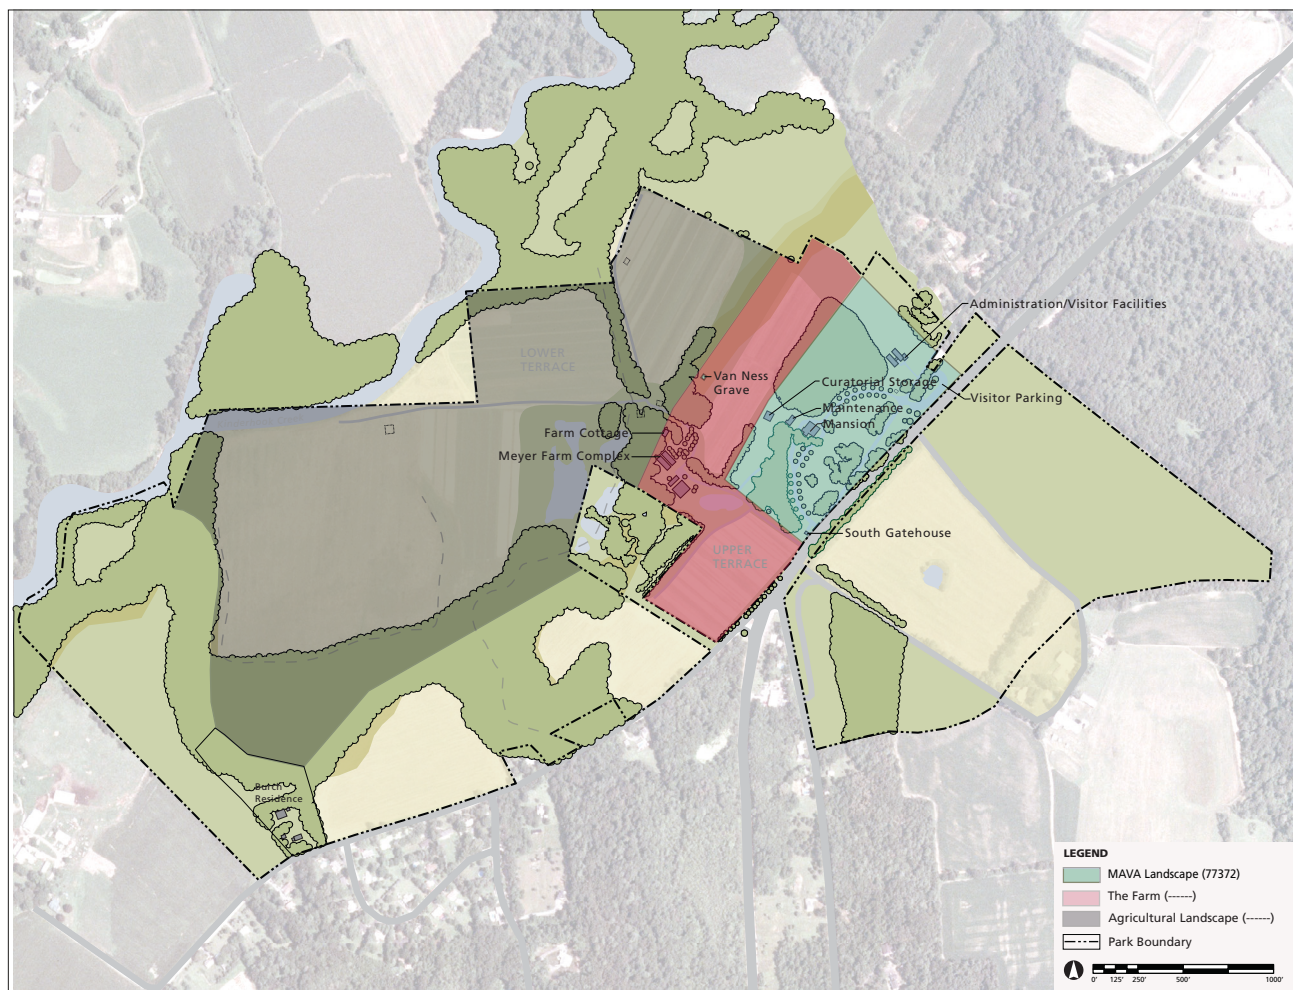 Administration/Visitor Facilities
LOWER
TERRACE
Van Ness
Grave
Curatorial Storage
Visitor Parking
Maintenance
Mansion
Farm Cottage
Meyer Farm Complex
South Gatehouse
UPPER
TERRACE
Burch
Residence
LEGEND
MAVA Landscape (77372)
The Farm (------)
Agricultural Landscape (------)
Park Boundary
0' 125' 250' 500' 1000'